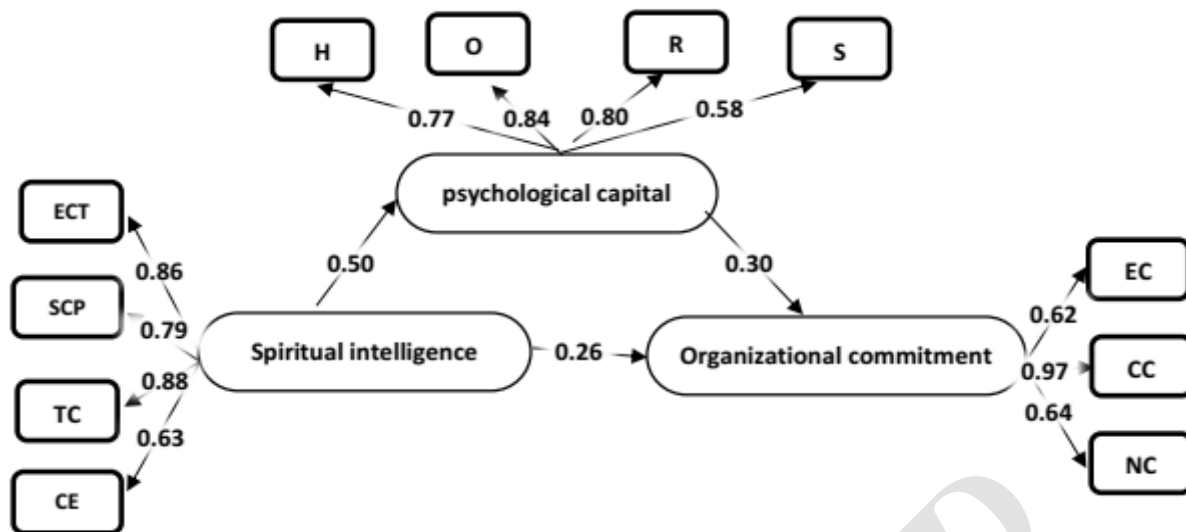 H
O
R
S
0.77
0.84
0.80
0.58
psychological capital
ECT
SCP
TC
CE
0.86
0.79
0.88
0.63
0.50
0.30
Spiritual intelligence
0.26
Organizational commitment
0.62
0.97
0.64
EC
CC
NC